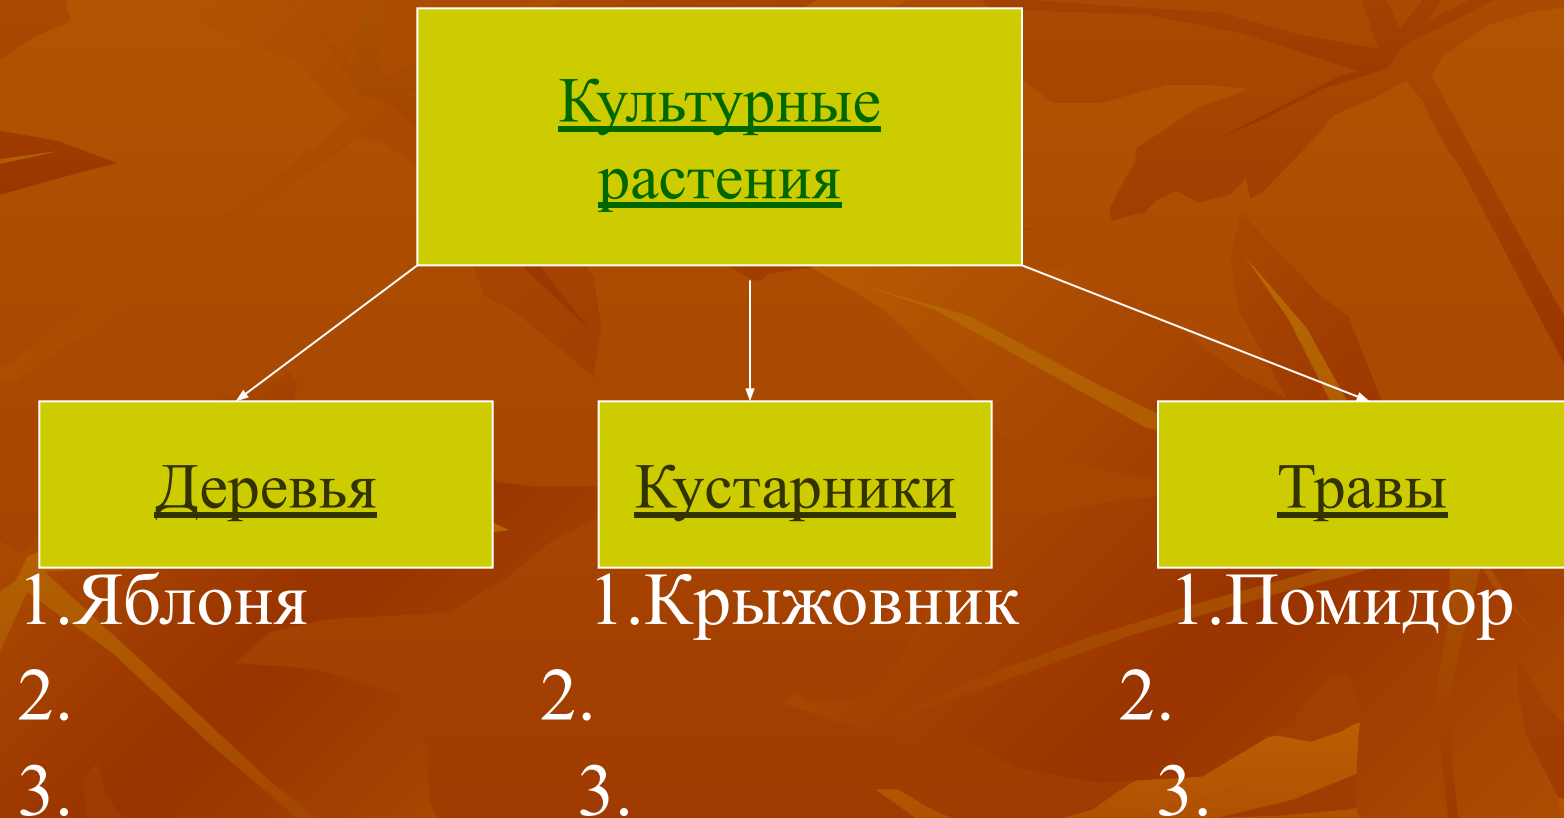 Культурные
растения
Деревья Кустарники Травы
1.Яблоня 1.Крыжовник 1.Помидор
2. 2. 2.
3. 3. 3.